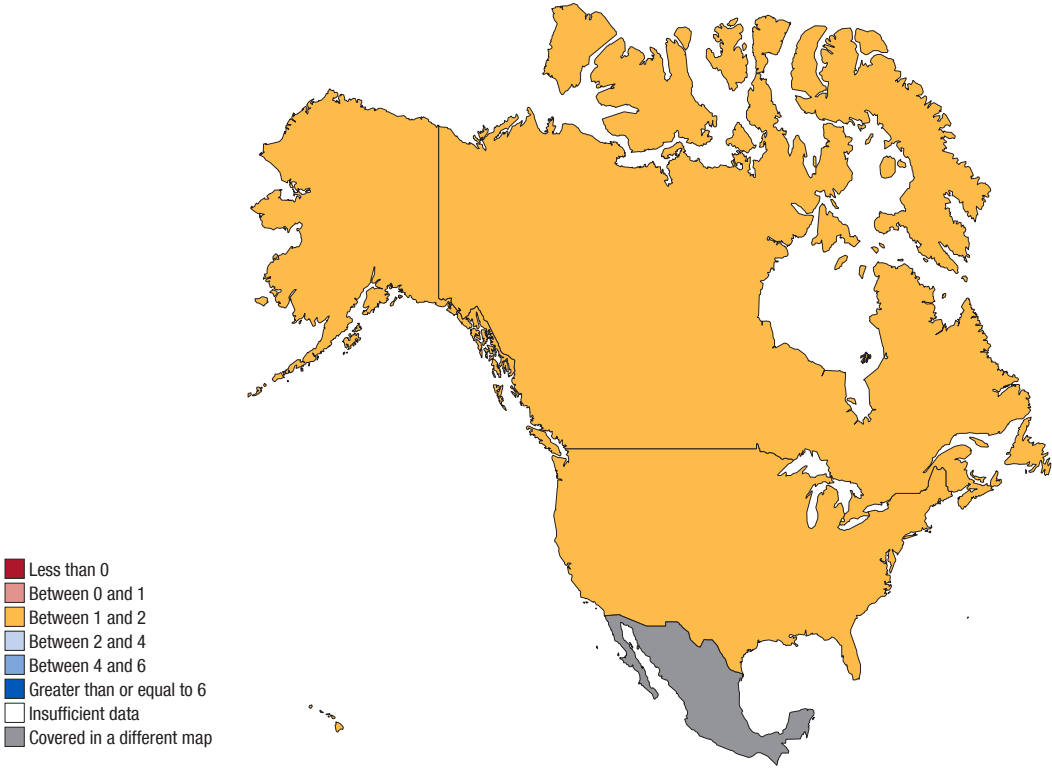 Less than 0
Between 0 and 1
Between 1 and 2
Between 2 and 4
Between 4 and 6
Greater than or equal to 6
Insufficient data
Covered in a different map